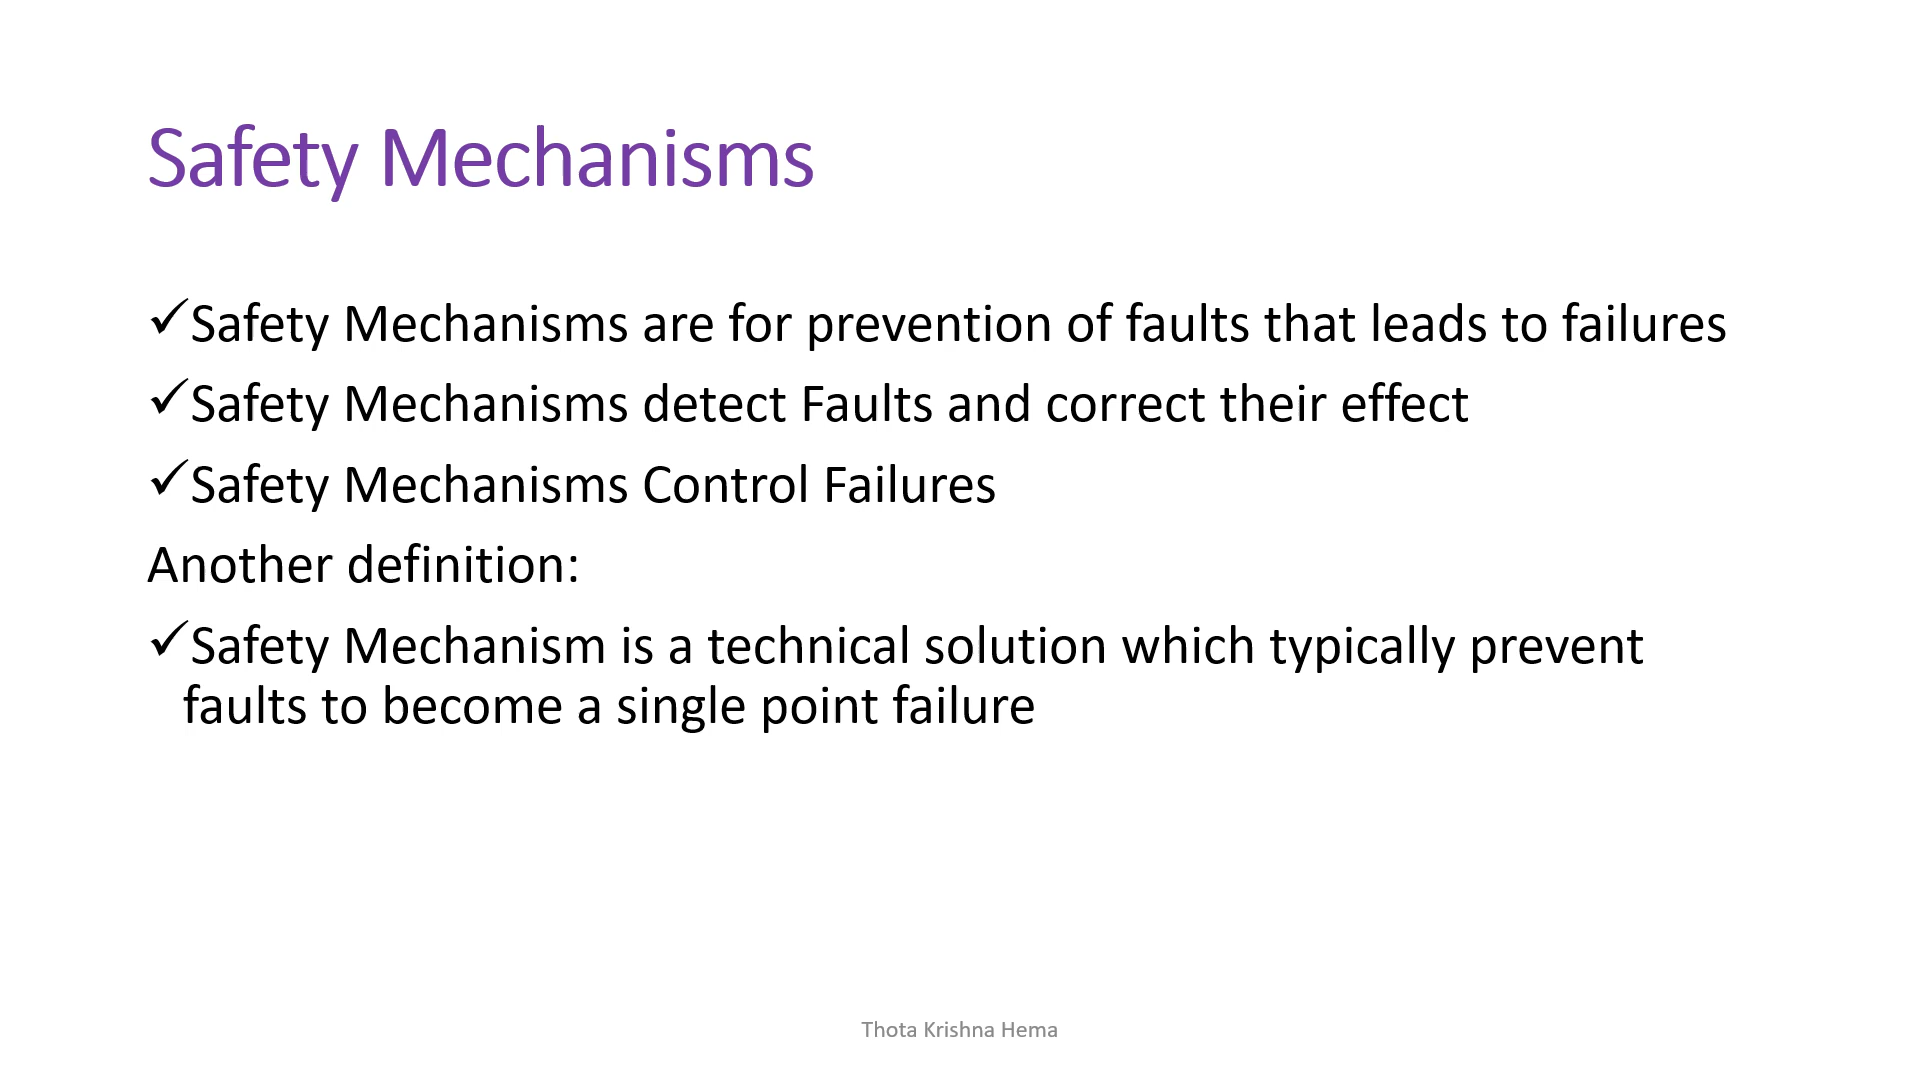 Safety Mechanisms
✓Safety Mechanisms are for prevention of faults that leads to failures
✓Safety Mechanisms detect Faults and correct their effect
✓Safety Mechanisms Control Failures
Another definition:
✓Safety Mechanism is a technical solution which typically prevent
faults to become a single point failure
Thota Krishna Hema